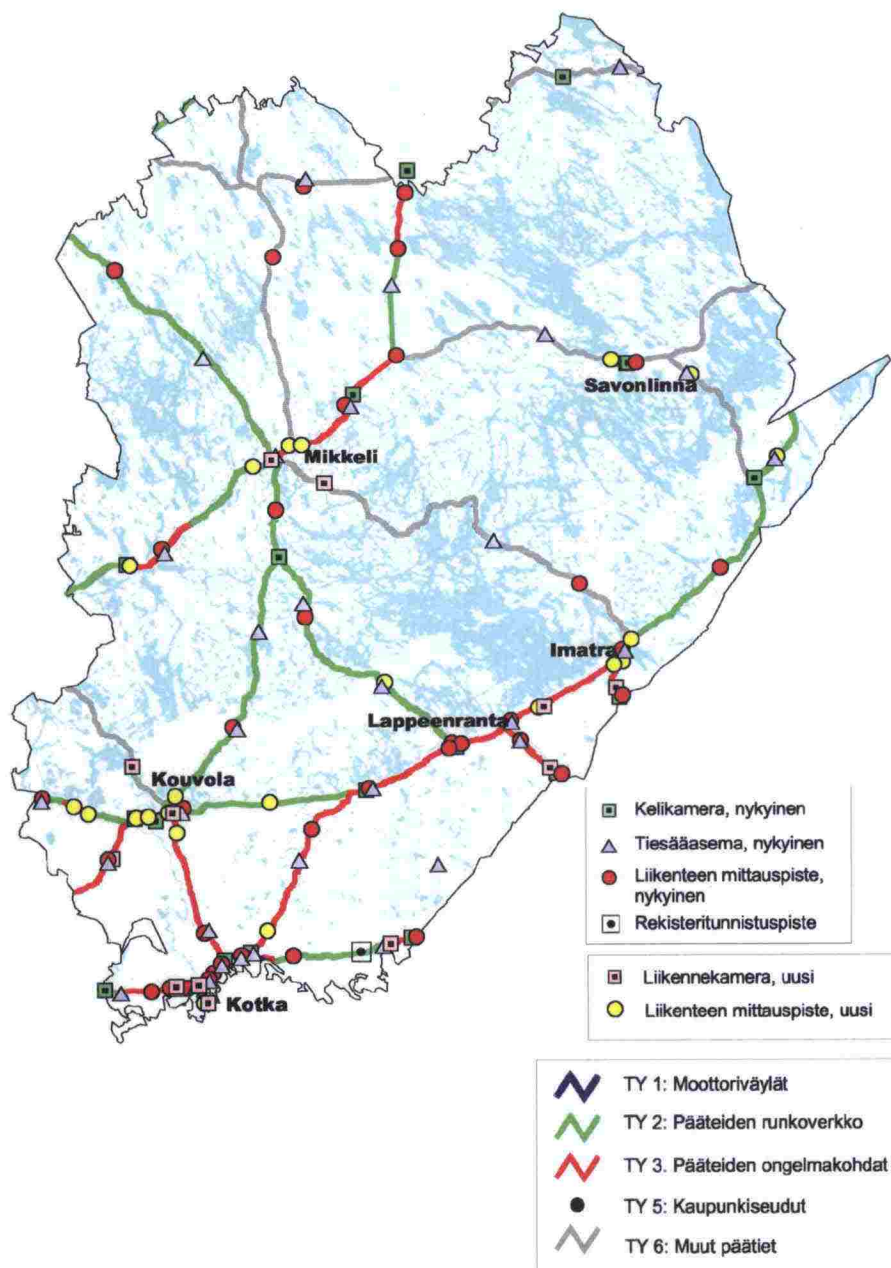 Savonlinna
Mikkeli
Imatra
Lappeenranta
Kouvola
Kotka
Kelikamera, nykyinen
Tiesääasema, nykyinen
Liikenteen mittauspiste,
nykyinen
Rekisteritunnistuspiste
Liikennekamera, uusi
Liikenteen mittauspiste, uusi
TY 1: Moottoriväylät
TY 2: Pääteiden runkoverkko
TY 3. Pääteiden ongelmakohdat
TY 5: Kaupunkiseudut
TY 6: Muut päätiet